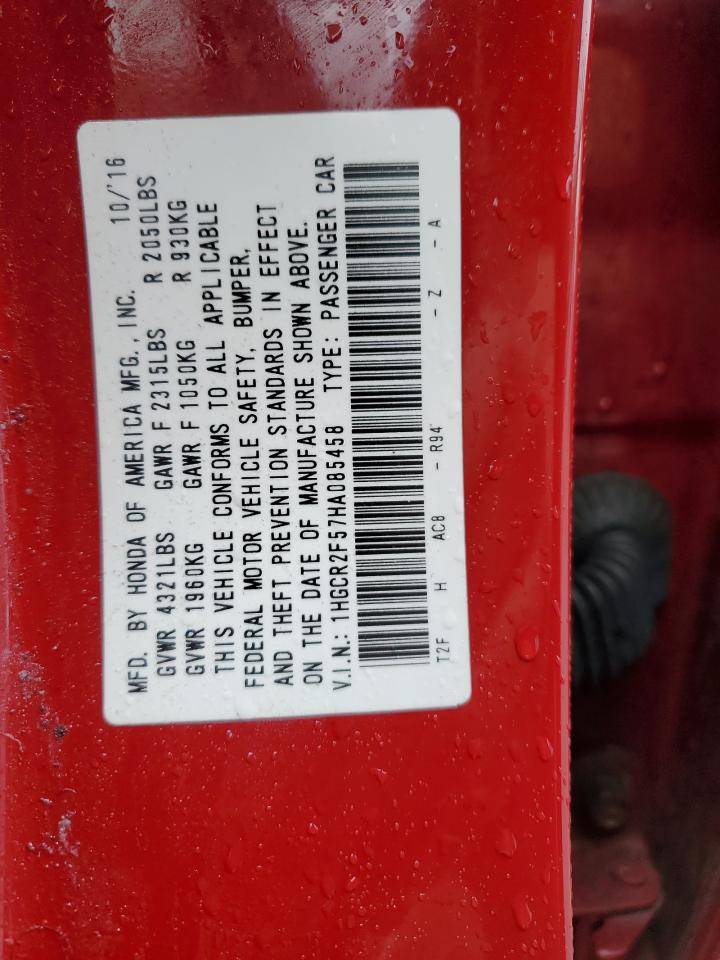 MFD. BY HONDA OF AMERICA MFG., INC. 10/'16
GVWR 4321LBS GAWR F 2315LBS R 2050LBS
GVWR 1960KG GAWR F 1050KG R 930KG
THIS VEHICLE CONFORMS TO ALL APPLICABLE
FEDERAL MOTOR VEHICLE SAFETY, BUMPER,
AND THEFT PREVENTION STANDARDS IN EFFECT
ON THE DATE OF MANUFACTURE SHOWN ABOVE.
V.I.N.: 1HGCR2F57HA085458 TYPE: PASSENGER CAR
T2F H AC8 - R94 - Z - A